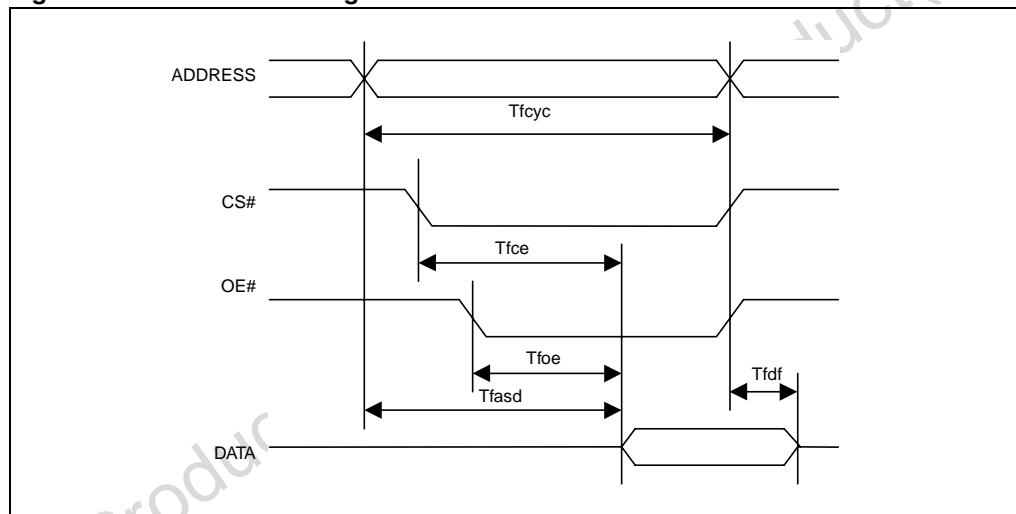 ADDRESS
Tfcyc
CS#
Tfce
OE#
Tfoe
Tfdf
Tfasd
DATA